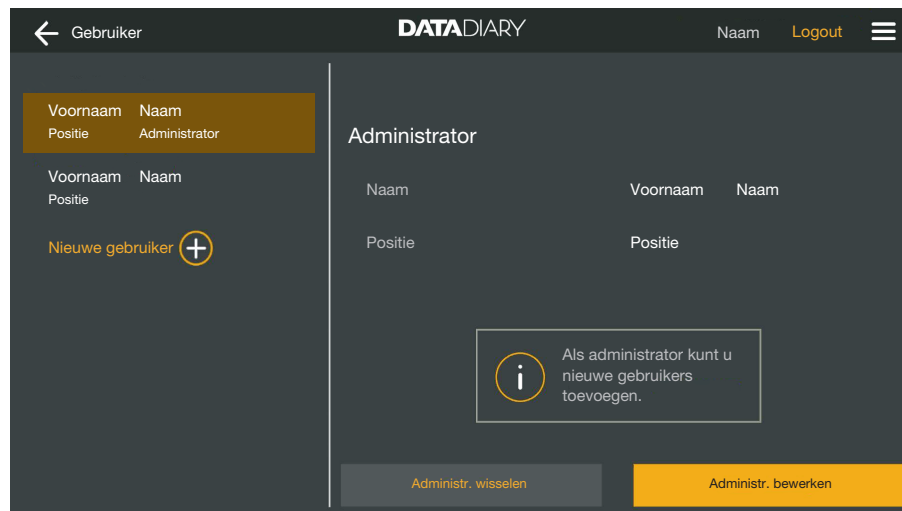 Gebruiker
DATADIARY
Naam
Logout
Voornaam Naam
Positie Administrator
Voornaam Naam
Positie
Nieuwe gebruiker
Administrator
Naam Voornaam Naam
Positie Positie
Als administrator kunt u
nieuwe gebruikers
toevoegen.
Administr. wisselen
Administr. bewerken